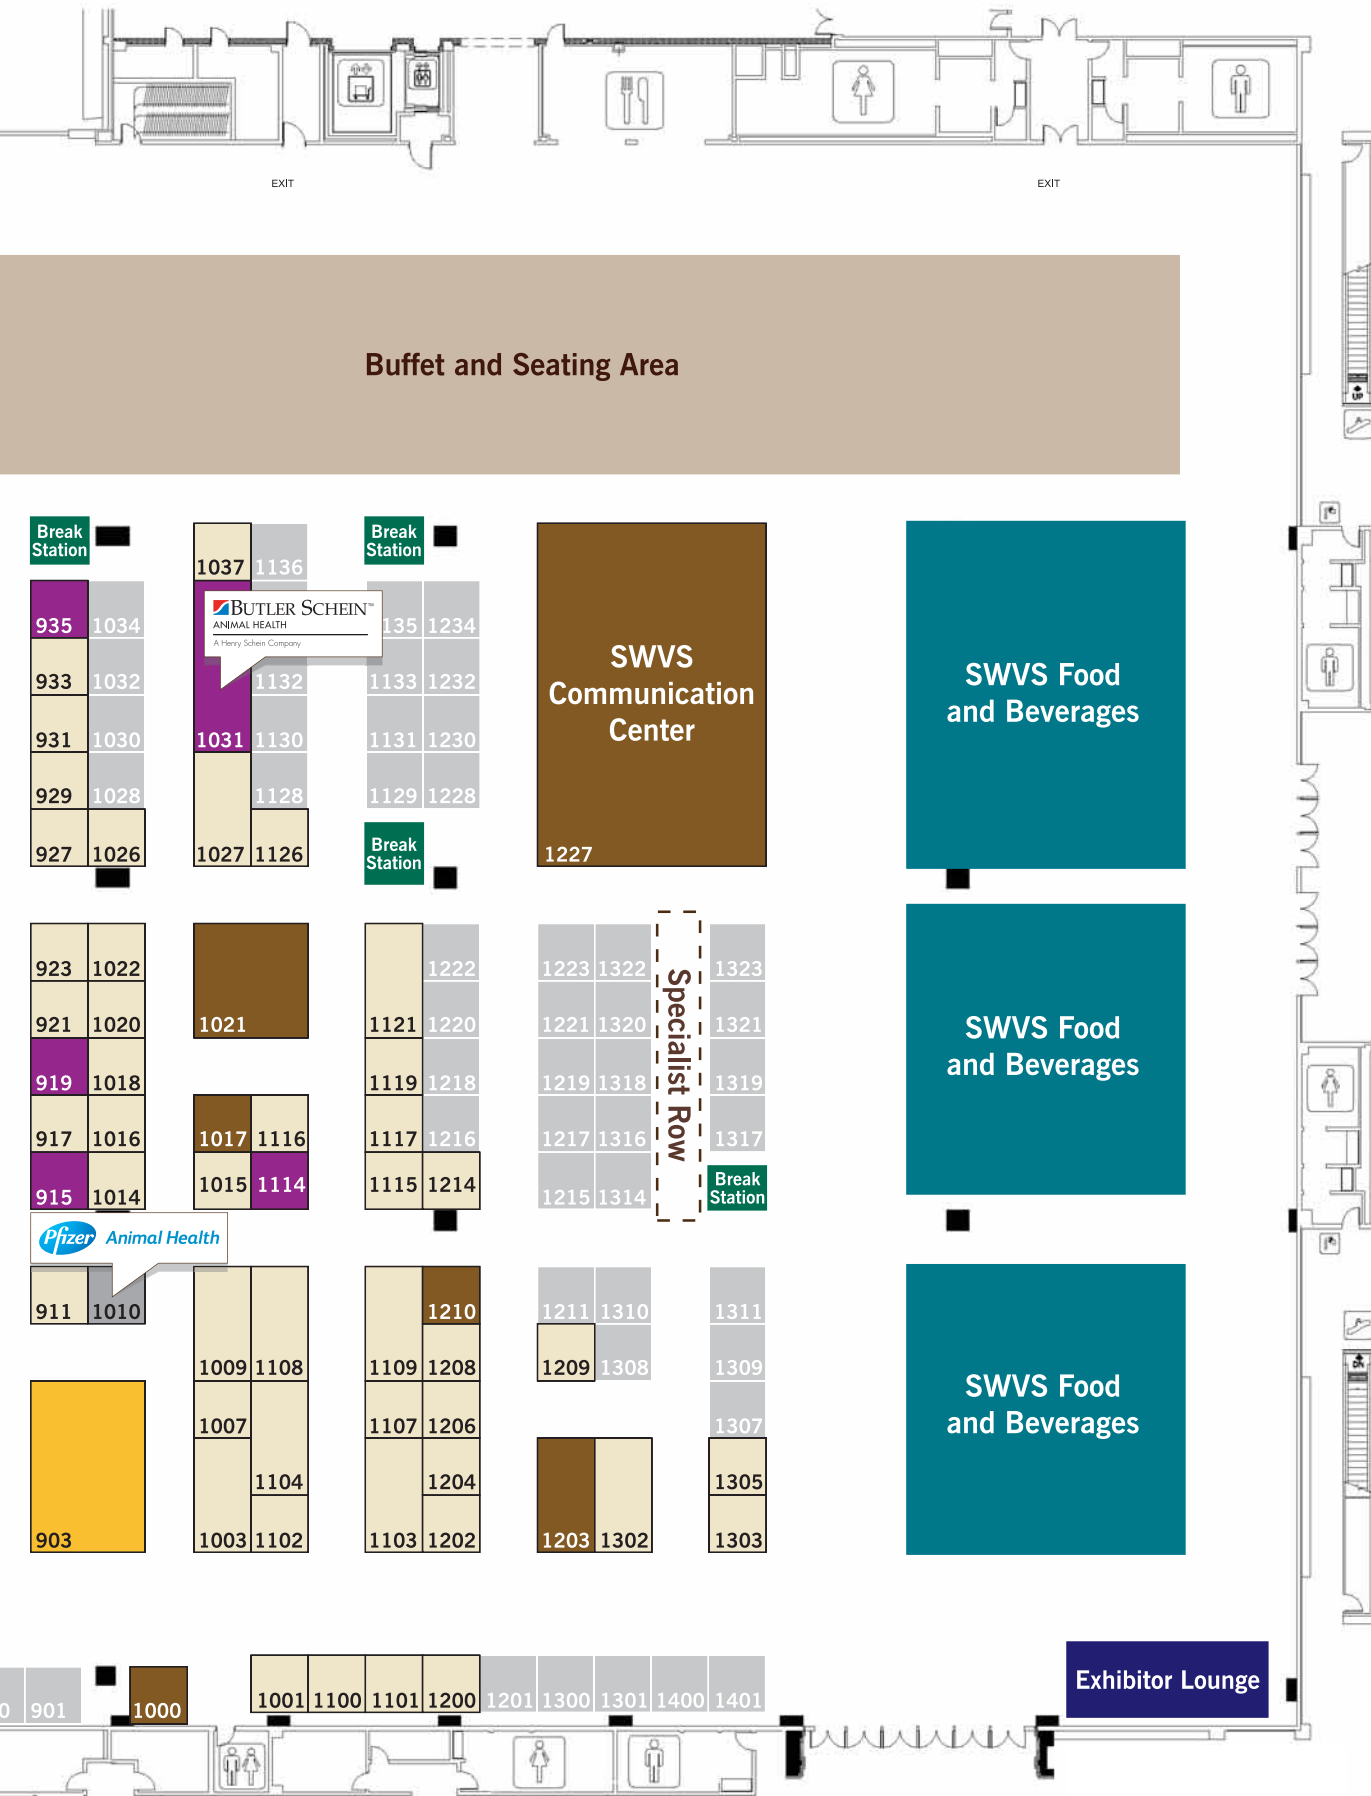 EXIT
EXIT
Buffet and Seating Area
Break
Station
1037 1136
Break
Station
BUTLER SCHEIN™
ANIMAL HEALTH
A Henry Schein Company
935 1034
135 1234
933 1032
1132
1133 1232
931 1030
1031 1130
1131 1230
929 1028
1128
1129 1228
927 1026
1027 1126
Break
Station
SWVS
Communication
Center
1227
SWVS Food
and Beverages
UP
923 1022
1222
1223 1322
1323
921 1020
1021
1121 1220
1221 1320
1321
919 1018
1119 1218
1219 1318
1319
917 1016
1017 1116
1117 1216
1217 1316
1317
915 1014
1015 1114
1115 1214
1215 1314
Specialist Row
Break
Station
SWVS Food
and Beverages
Pfizer Animal Health
911 1010
1210
1211 1310
1311
1009 1108
1109 1208
1209 1308
1309
1007
1107 1206
1307
1104
1204
1305
903
1003 1102
1103 1202
1203 1302
1303
SWVS Food
and Beverages
DN
0 901
1000
1001 1100 1101 1200 1201 1300 1301 1400 1401
Exhibitor Lounge